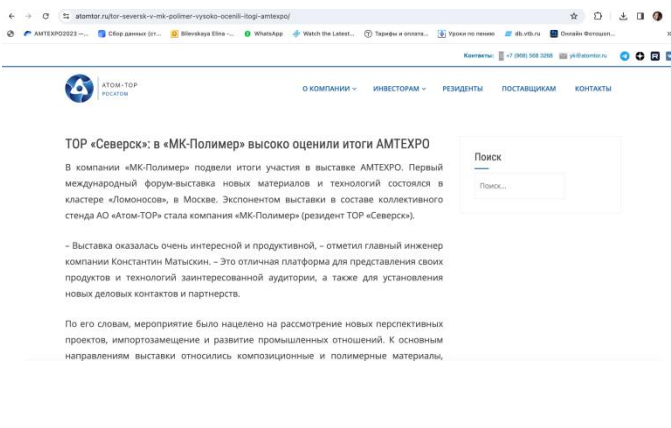 atomtor.ru/tor-seversk-v-mk-polimer-vysoko-ocenili-itogi-amtexpo/
AMTEXPO2023 —... Сбор данных (ст... Bilevskaya Elina -... WhatsApp Watch the Latest... Тарифы и оплата... Уроки по пению db.vtb.ru Онлайн Фотошоп...
Контакты: +7 (968) 568 3268 yk@atomtor.ru
АТОМ-ТОР
РОСАТОМ
О КОМПАНИИ ИНВЕСТОРАМ РЕЗИДЕНТЫ ПОСТАВЩИКАМ КОНТАКТЫ
ТОР «Северск»: в «МК-Полимер» высоко оценили итоги АМТЕХРО
В компании «МК-Полимер» подвели итоги участия в выставке АМТЕХРО. Первый
международный форум-выставка новых материалов и технологий состоялся в
кластере «Ломоносов», в Москве. Экспонентом выставки в составе коллективного
стенда АО «Атом-ТОР» стала компания «МК-Полимер» (резидент ТОР «Северск»).
– Выставка оказалась очень интересной и продуктивной, – отметил главный инженер
компании Константин Матыскин. – Это отличная платформа для представления своих
продуктов и технологий заинтересованной аудитории, а также для установления
новых деловых контактов и партнерств.
По его словам, мероприятие было нацелено на рассмотрение новых перспективных
проектов, импортозамещение и развитие промышленных отношений. К основным
направлениям выставки относились композиционные и полимерные материалы,
Поиск
Поиск...